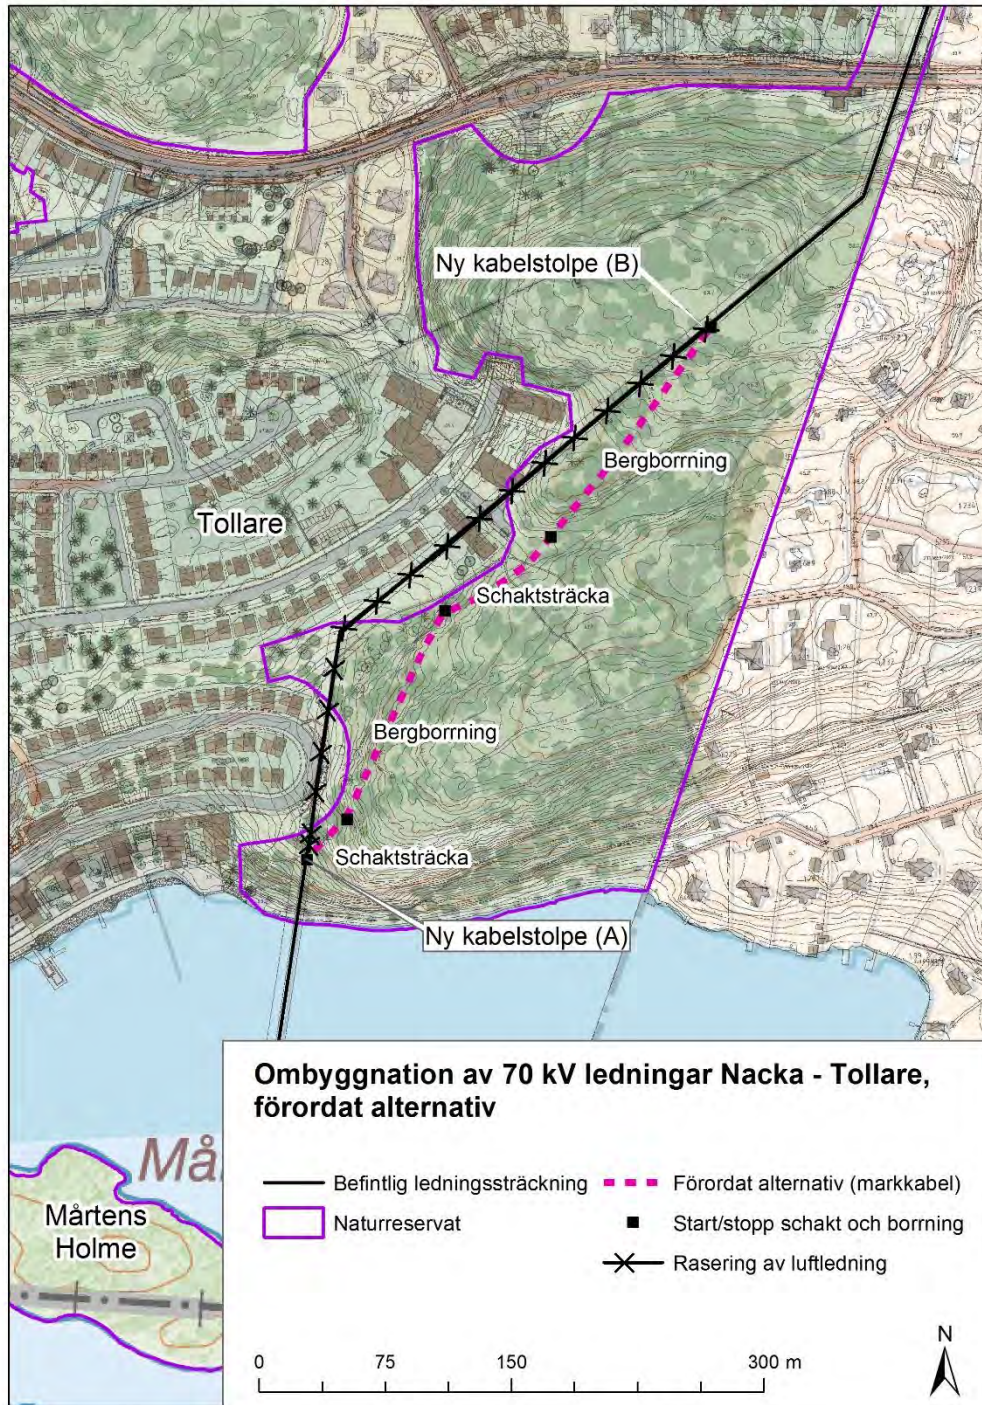 Ny kabelstolpe (B)
Bergborrning
Tollare
Schaktsträcka
Bergborrning
Schaktsträcka
Ny kabelstolpe (A)
Ombyggnation av 70 kV ledningar Nacka - Tollare,
förordat alternativ
Befintlig ledningssträckning
Förordat alternativ (markkabel)
Naturreservat
Start/stopp schakt och borrning
Rasering av luftledning
Mår
Mårtens
Holme
N
0 75 150 300 m